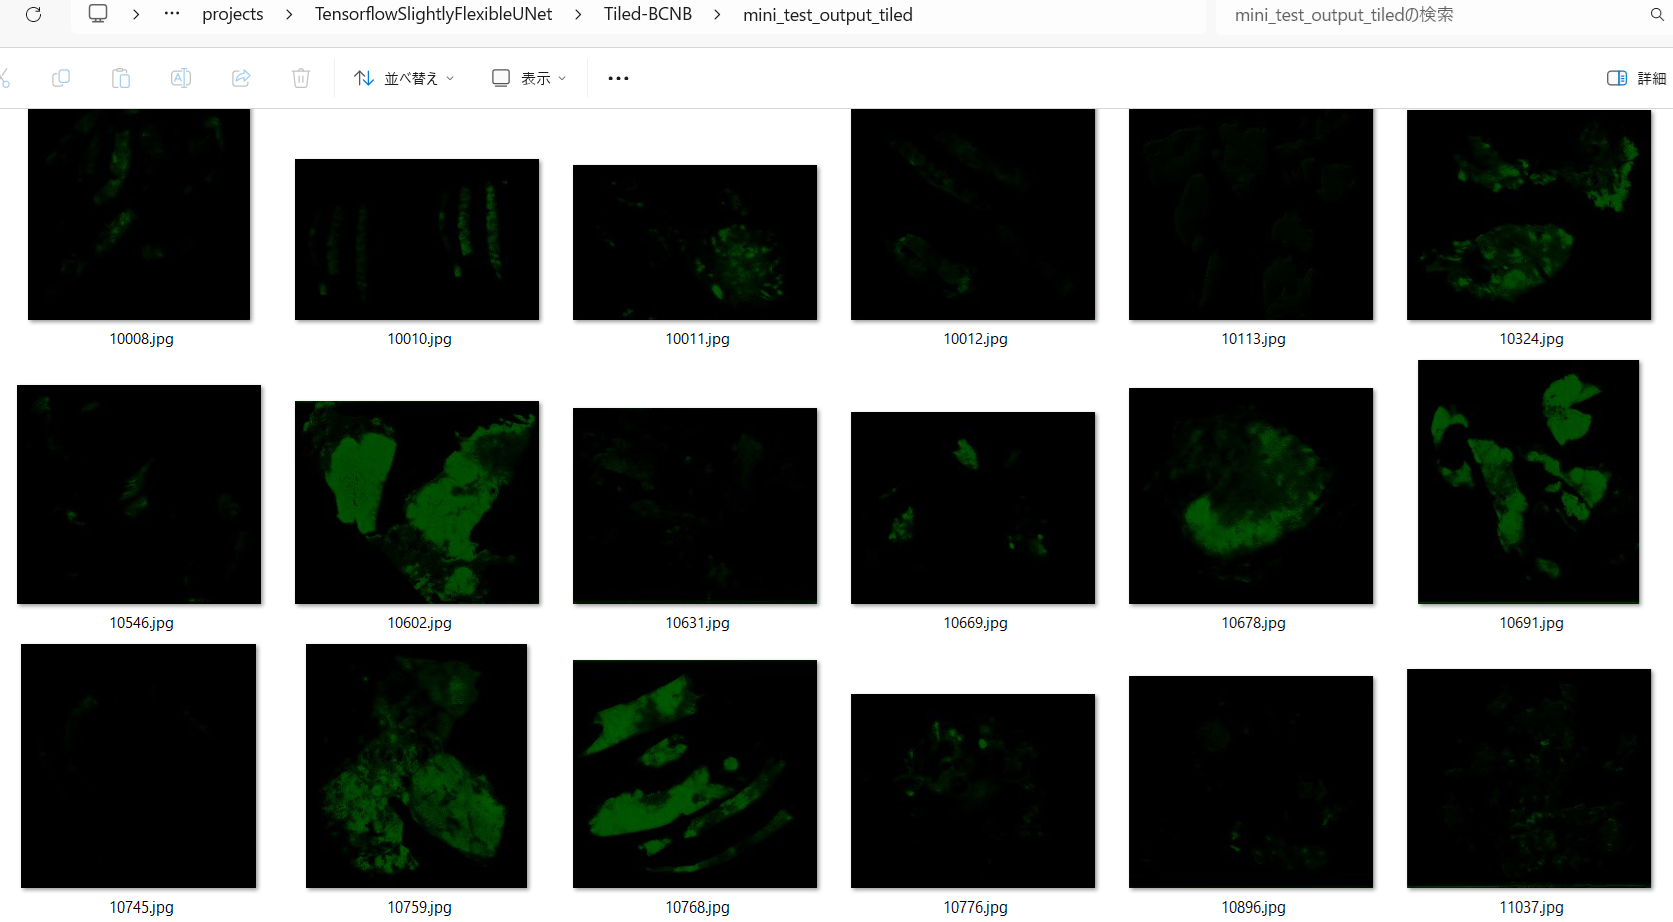 projects > TensorflowSlightlyFlexibleUNet > Tiled-BCNB > mini_test_output_tiled
mini_test_output_tiledの検索
並べ替え
表示
詳細
10008.jpg
10010.jpg
10011.jpg
10012.jpg
10113.jpg
10324.jpg
10546.jpg
10602.jpg
10631.jpg
10669.jpg
10678.jpg
10691.jpg
10745.jpg
10759.jpg
10768.jpg
10776.jpg
10896.jpg
11037.jpg